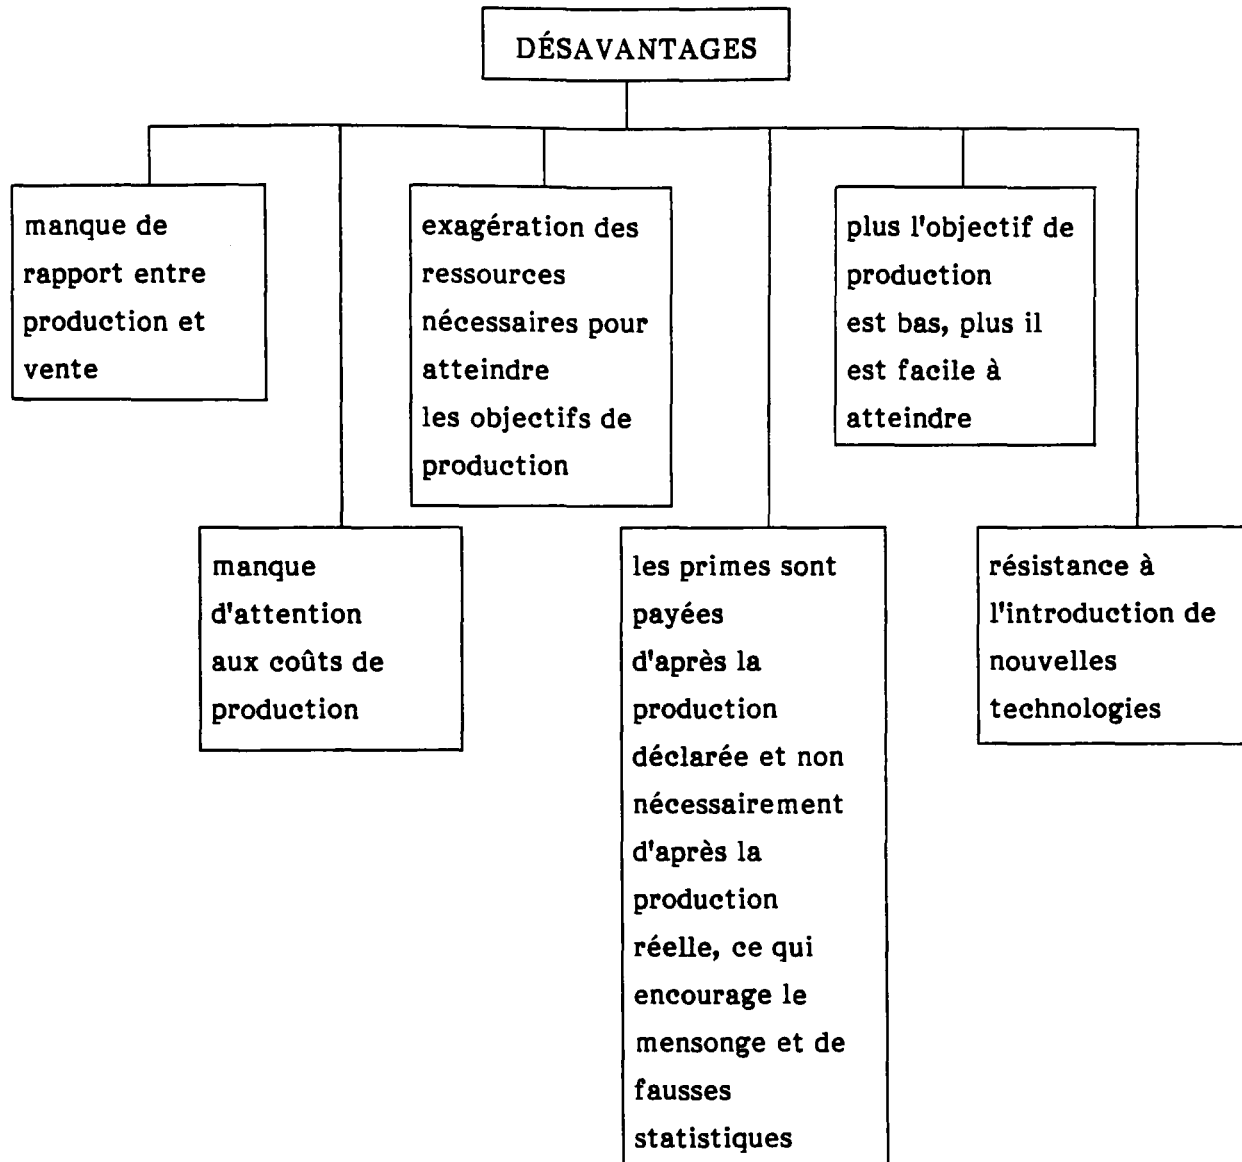 DÉSAVANTAGES
manque de
rapport entre
production et
vente
exagération des
ressources
nécessaires pour
atteindre
les objectifs de
production
plus l'objectif de
production
est bas, plus il
est facile à
atteindre
manque
d'attention
aux coûts de
production
les primes sont
payées
d'après la
production
déclarée et non
nécessairement
d'après la
production
réelle, ce qui
encourage le
mensonge et de
fausses
statistiques
résistance à
l'introduction de
nouvelles
technologies